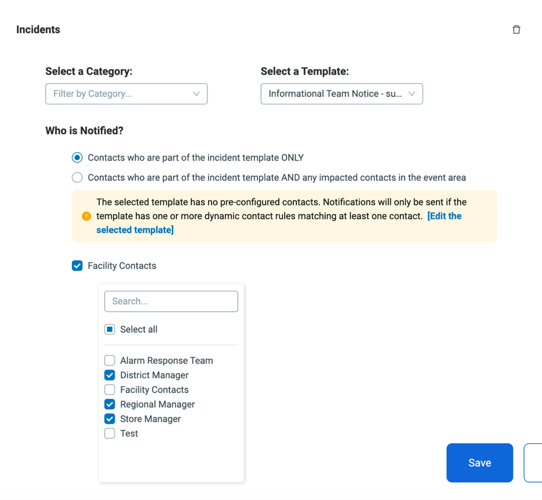 Incidents
Select a Category:
Select a Template:
Filter by Category...
Informational Team Notice - su...
Who is Notified?
Contacts who are part of the incident template ONLY
Contacts who are part of the incident template AND any impacted contacts in the event area
The selected template has no pre-configured contacts. Notifications will only be sent if the
template has one or more dynamic contact rules matching at least one contact. [Edit the
selected template]
Facility Contacts
Search...
Select all
Alarm Response Team
District Manager
Facility Contacts
Regional Manager
Store Manager
Test
Save